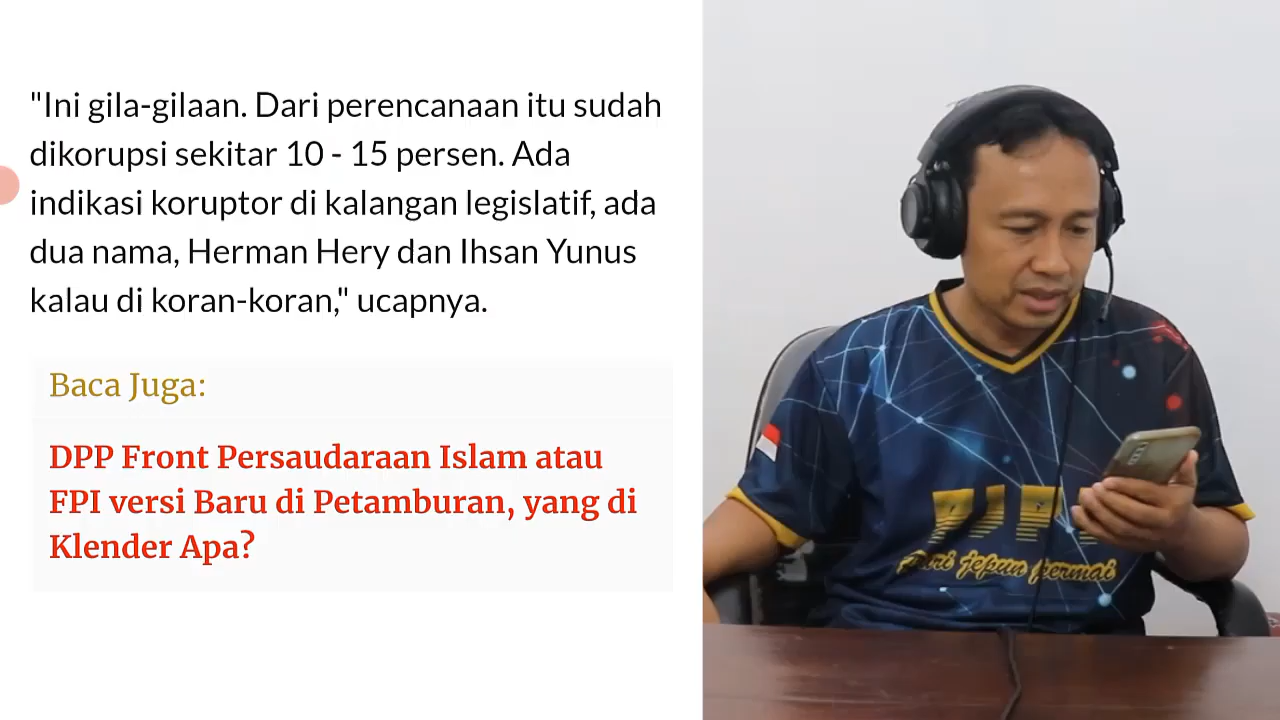 "Ini gila-gilaan. Dari perencanaan itu sudah
dikorupsi sekitar 10 - 15 persen. Ada
indikasi koruptor di kalangan legislatif, ada
dua nama, Herman Hery dan Ihsan Yunus
kalau di koran-koran," ucapnya.
Baca Juga:
DPP Front Persaudaraan Islam atau
FPI versi Baru di Petamburan, yang di
Klender Apa?
jepun permai